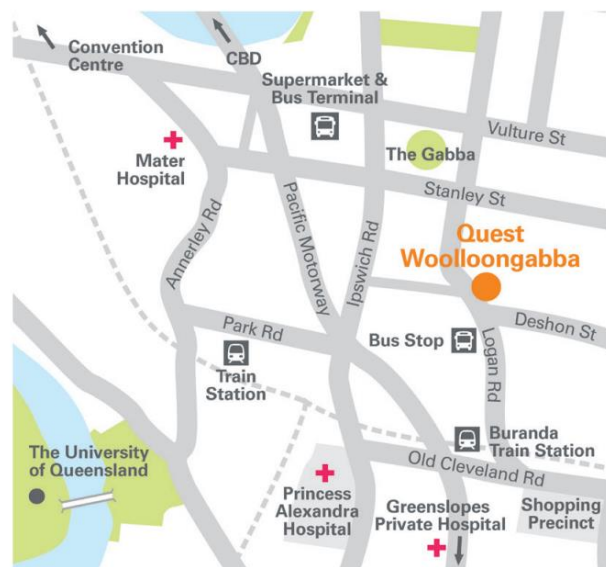 Convention
Centre
CBD
Supermarket &
Bus Terminal
Vulture St
Mater
Hospital
The Gabba
Stanley St
Annerley Rd
Pacific Motorway
Ipswich Rd
Quest
Woolloongabba
Park Rd
Bus Stop
Logan Rd
Deshon St
Train
Station
Buranda
Train Station
The University
of Queensland
Old Cleveland Rd
Princess
Alexandra
Hospital
Greenslopes
Private Hospital
Shopping
Precinct